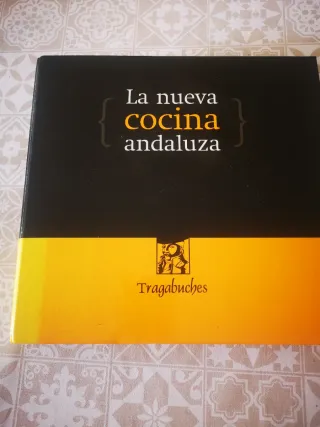 La nueva
cocina
andaluza
Tragabuches